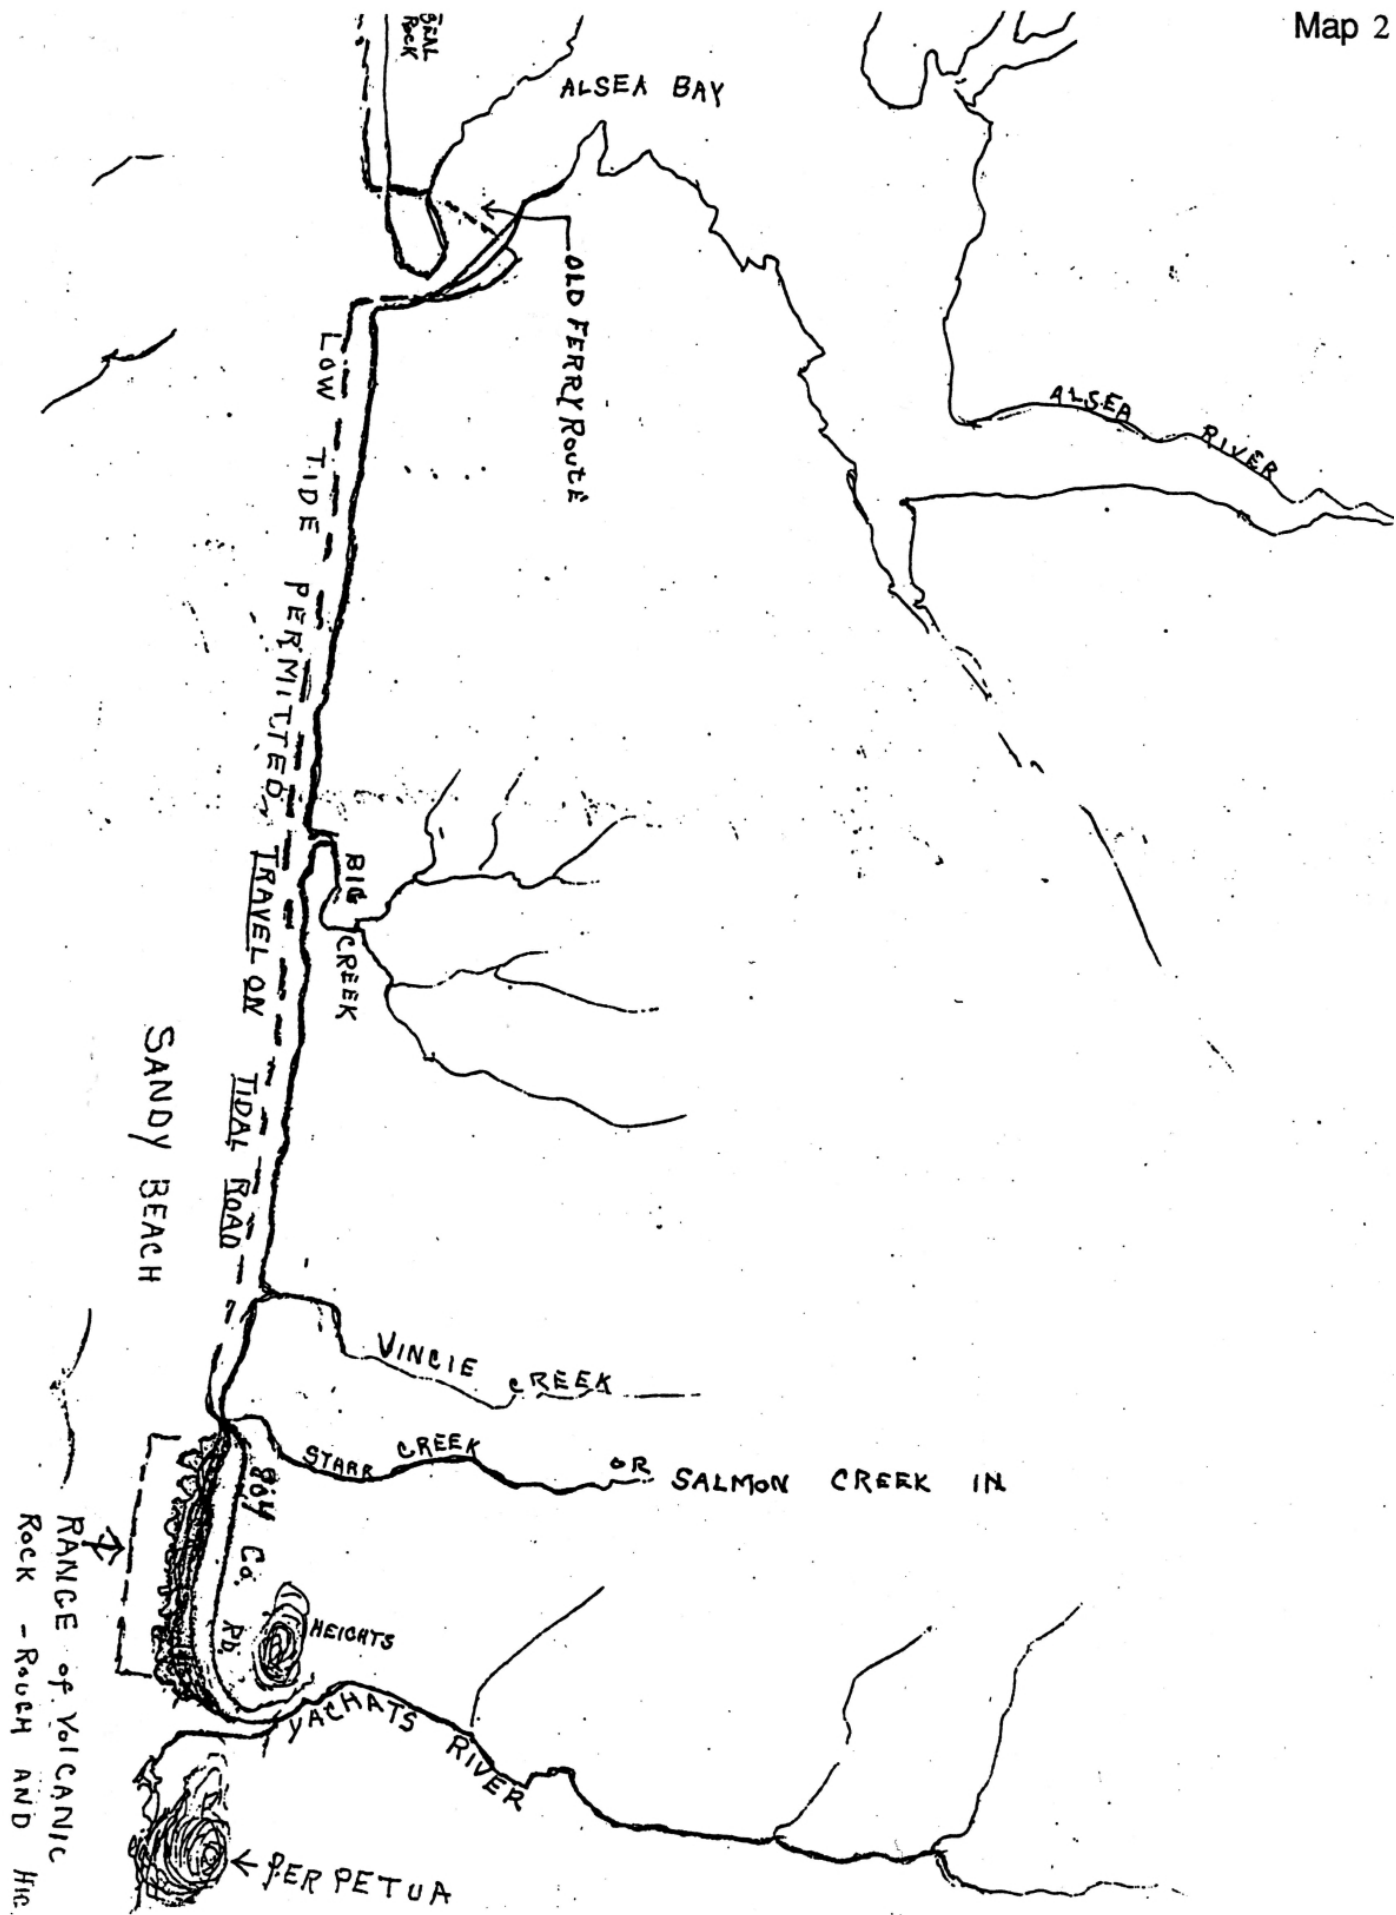 Map 2
SEAL
ROCK
ALSEA BAY
OLD FERRY ROUTE
ALSEA RIVER
LOW TIDE PERMITTED TRAVEL ON TIDAL ROAD
BIG CREEK
SANDY BEACH
VINCIE CREEK
STARR CREEK OR SALMON CREEK IN
804 Co. RD.
HEIGHTS
YACHATS RIVER
RANGE of VOLCANIC
ROCK - ROUGH AND HIG
PERPETUA